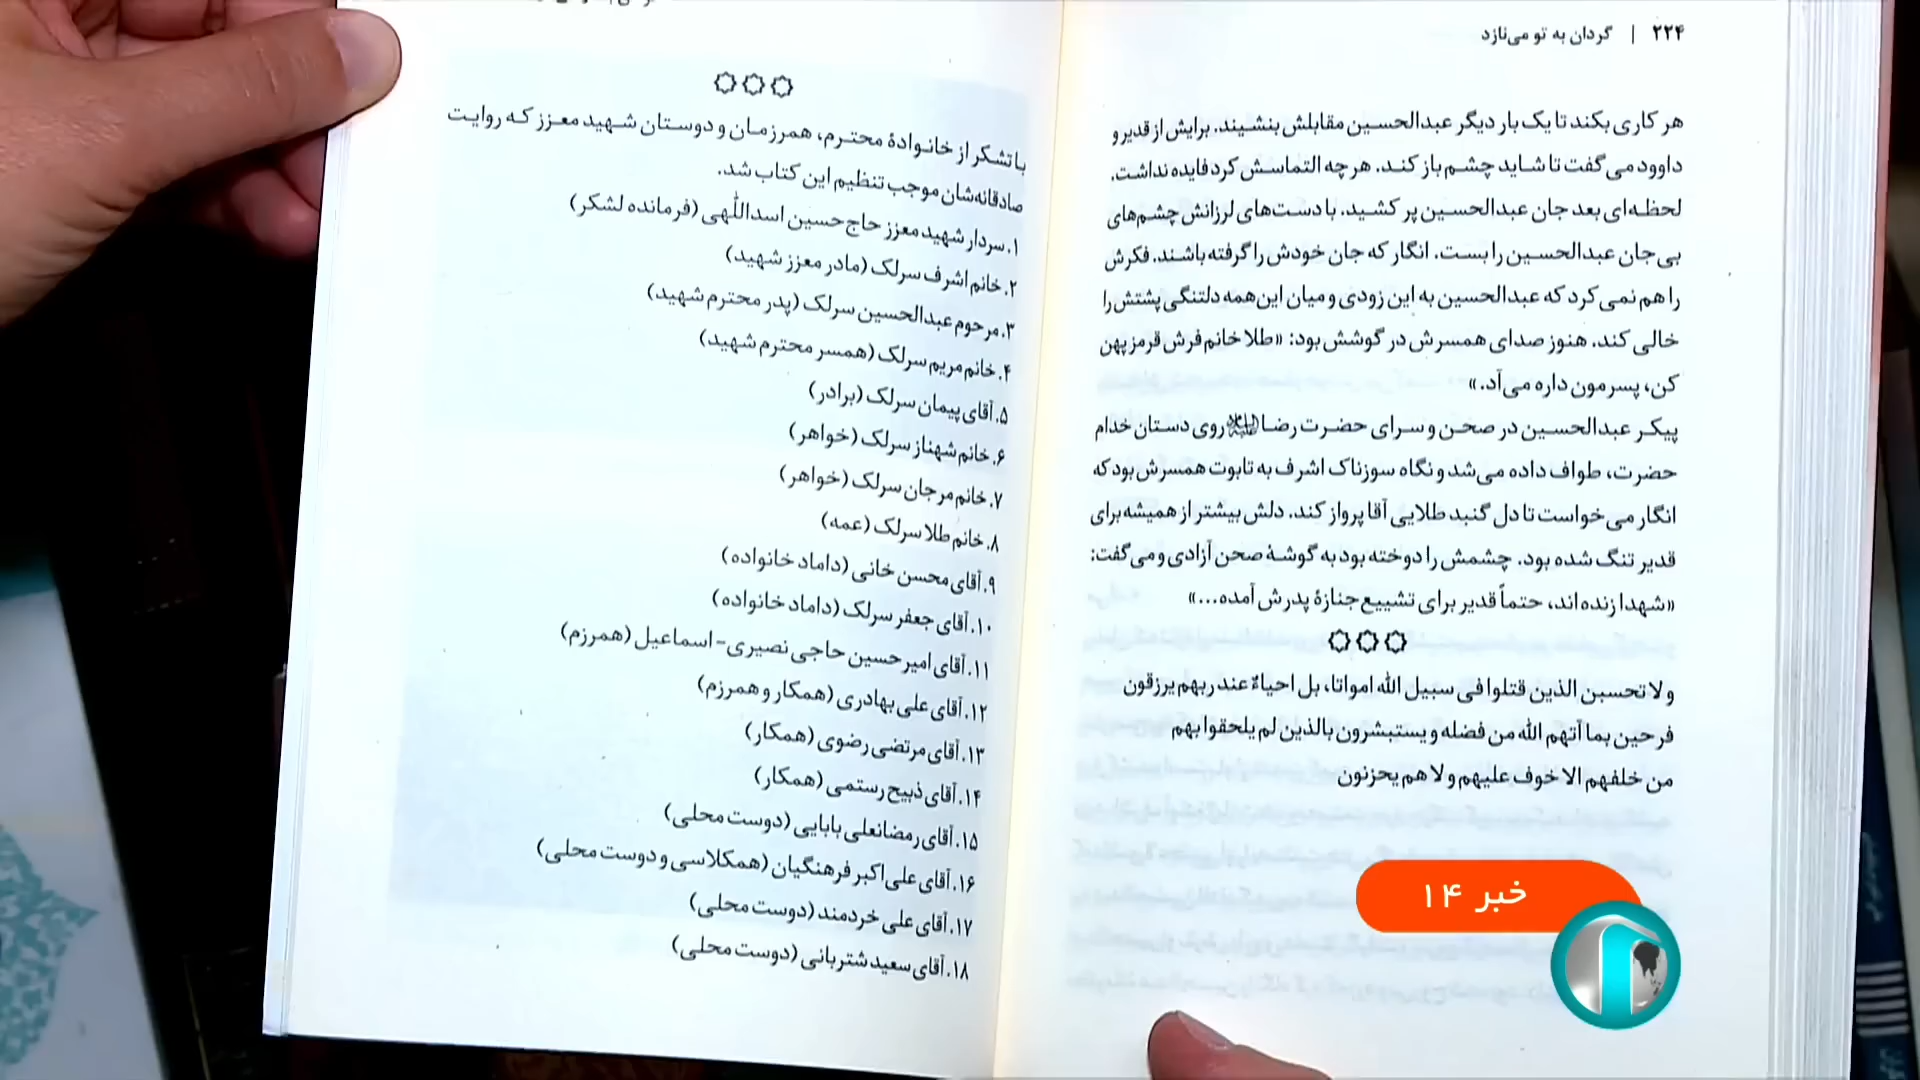 ۲۲۴ | گردان به تو می‌نازد
هر کاری بکند تا یک بار دیگر عبدالحسین مقابلش بنشیند. برایش از قدیر و
داوود می‌گفت تا شاید چشم باز کند. هر چه التماسش کرد فایده نداشت.
لحظه‌ای بعد جان عبدالحسین پر کشید. با دست‌های لرزانش چشم‌های
بی‌جان عبدالحسین را بست. انگار که جان خودش را گرفته باشند. فکرش
را هم نمی‌کرد که عبدالحسین به این زودی و میان این‌همه دلتنگی پشتش را
خالی کند. هنوز صدای همسرش در گوشش بود: «طلا خانم فرش قرمز پهن
کن، پسرمون داره می‌آد.»
پیکر عبدالحسین در صحن و سرای حضرت رضا علیه‌السلام روی دستان خدام
حضرت، طواف داده می‌شد و نگاه سوزناک اشرف به تابوت همسرش بود که
انگار می‌خواست تا دل گنبد طلایی آقا پرواز کند. دلش بیشتر از همیشه برای
قدیر تنگ شده بود. چشمش را دوخته بود به گوشهٔ صحن آزادی و می‌گفت:
«شهدا زنده‌اند، حتماً قدیر برای تشییع جنازهٔ پدرش آمده...»
و لا تحسبن الذین قتلوا فی سبیل الله امواتا، بل احیاءٌ عند ربهم یرزقون
فرحین بما آتهم الله من فضله و یستبشرون بالذین لم یلحقوا بهم
من خلفهم الا خوف علیهم و لا هم یحزنون
با تشکر از خانوادهٔ محترم، همرزمان و دوستان شهید معزز که روایت
صادقانه‌شان موجب تنظیم این کتاب شد.
۱. سردار شهید معزز حاج حسین اسداللّهی (فرمانده لشکر)
۲. خانم اشرف سرلک (مادر معزز شهید)
۳. مرحوم عبدالحسین سرلک (پدر محترم شهید)
۴. خانم مریم سرلک (همسر محترم شهید)
۵. آقای پیمان سرلک (برادر)
۶. خانم شهناز سرلک (خواهر)
۷. خانم مرجان سرلک (خواهر)
۸. خانم طلا سرلک (عمه)
۹. آقای محسن خانی (داماد خانواده)
۱۰. آقای جعفر سرلک (داماد خانواده)
۱۱. آقای امیرحسین حاجی نصیری- اسماعیل (همرزم)
۱۲. آقای علی بهادری (همکار و همرزم)
۱۳. آقای مرتضی رضوی (همکار)
۱۴. آقای ذبیح رستمی (همکار)
۱۵. آقای رمضانعلی بابایی (دوست محلی)
۱۶. آقای علی‌اکبر فرهنگیان (همکلاسی و دوست محلی)
۱۷. آقای علی خردمند (دوست محلی)
۱۸. آقای سعید شتربانی (دوست محلی)
خبر ۱۴